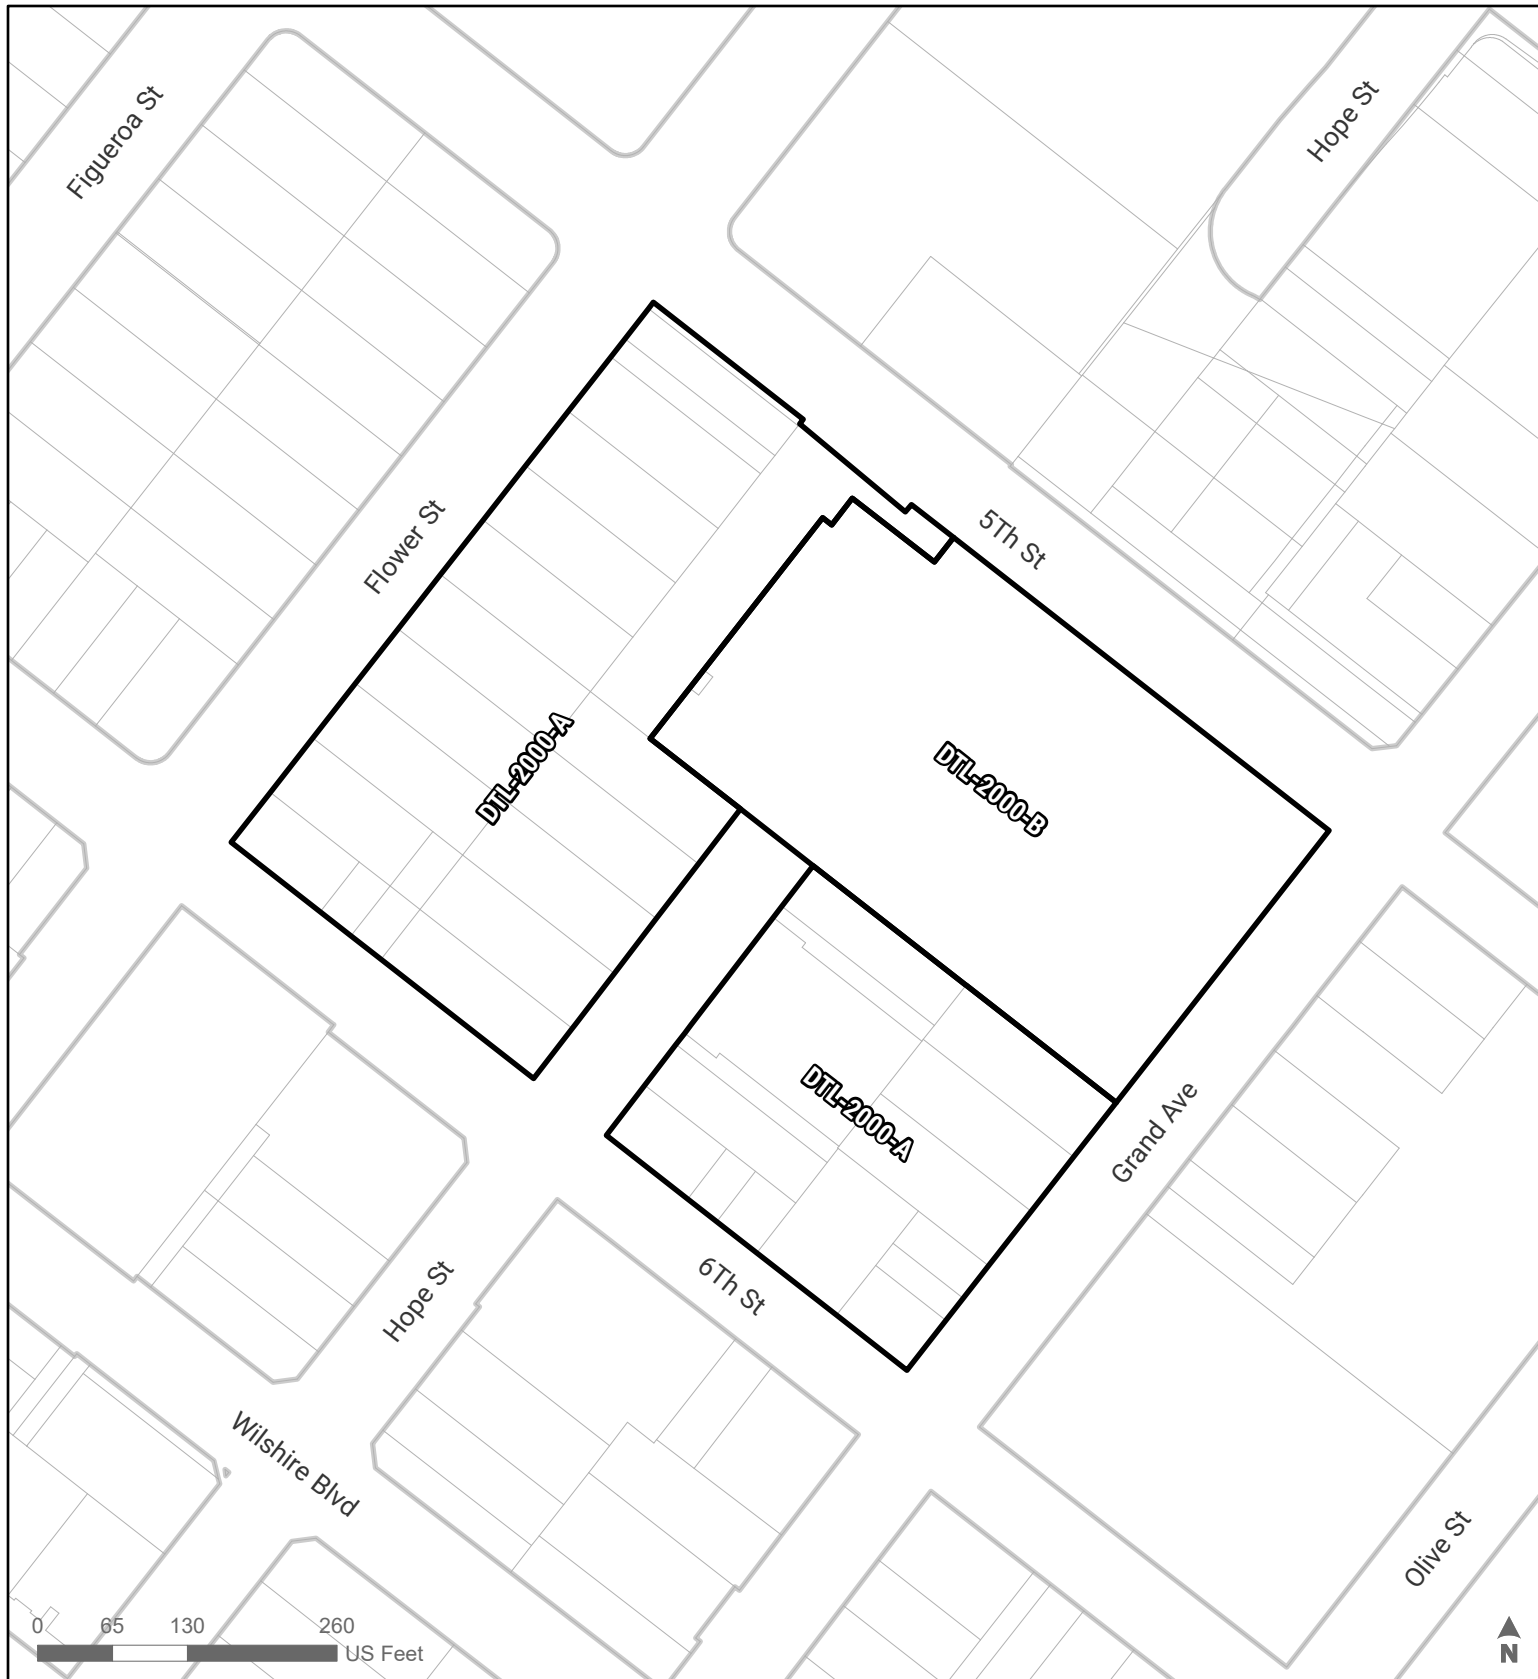 Figueroa St
Hope St
Flower St
5Th St
DTL-2000-A
DTL-2000-B
DTL-2000-A
Grand Ave
6Th St
Hope St
Wilshire Blvd
Olive St
0 65 130 260
US Feet
N